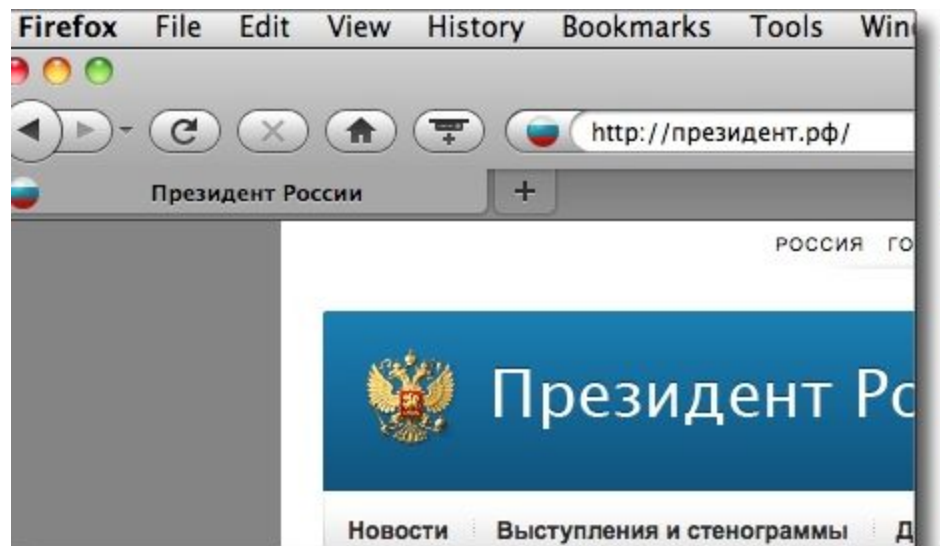 Firefox File Edit View History Bookmarks Tools
http://президент.рф/
Президент России
РОССИЯ
Президент
Новости Выступления и стенограммы